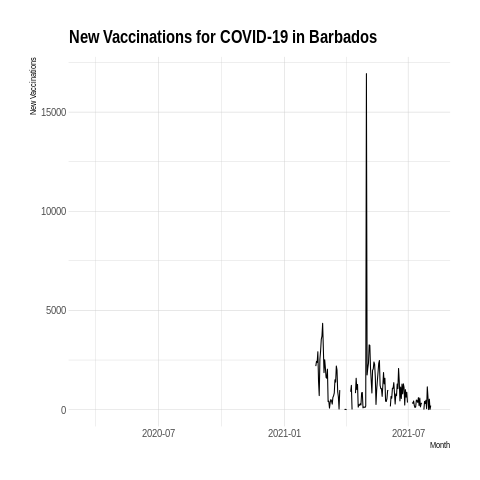 New Vaccinations for COVID-19 in Barbados
New Vaccinations
15000
10000
5000
0
2020-07 2021-01 2021-07
Month